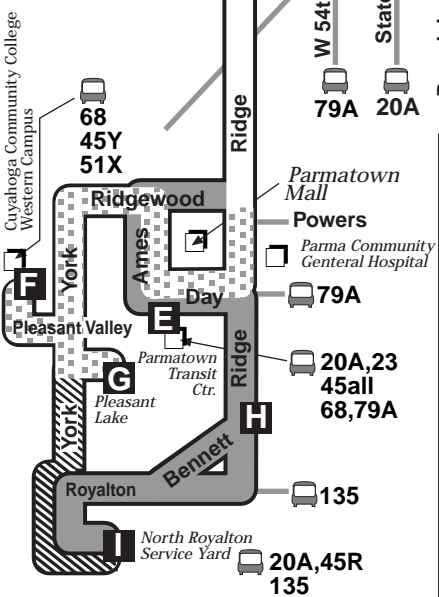 Cuyahoga Community College
Western Campus
W 54t
State
68
45Y
51X
79A
20A
Ridge
Parmatown
Mall
Ridgewood
Powers
Parma Community
Genteral Hospital
York
Ames
F
Day
79A
E
Pleasant Valley
Parmatown
Transit
Ctr.
Ridge
20A,23
45all
68,79A
G
Pleasant
Lake
York
H
Bennett
Royalton
135
I
North Royalton
Service Yard
20A,45R
135